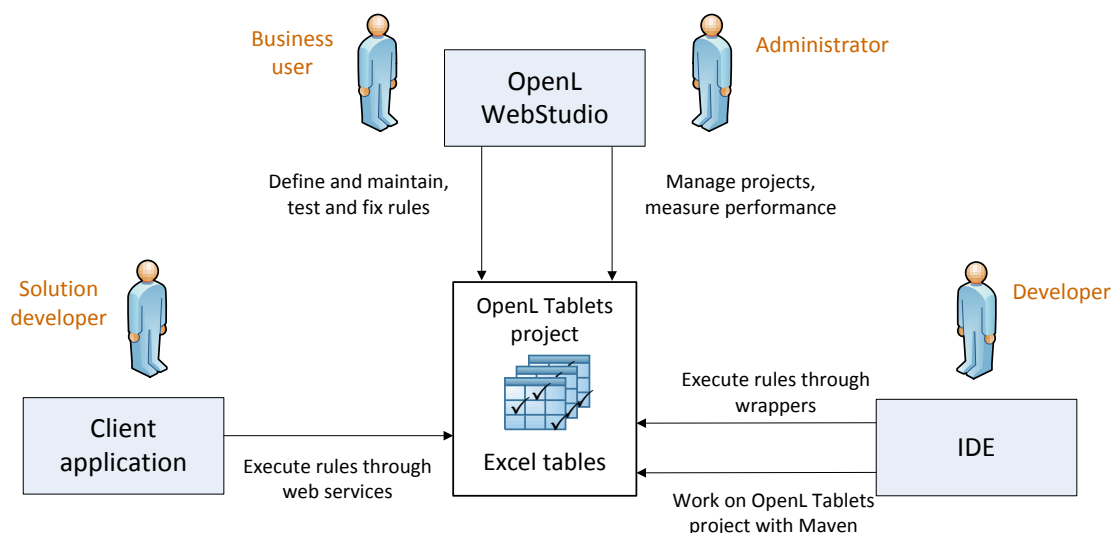 Business
user
Administrator
OpenL
WebStudio
Define and maintain,
test and fix rules
Manage projects,
measure performance
Solution
developer
Developer
OpenL Tablets
project
Excel tables
Client
application
Execute rules through
web services
Execute rules through
wrappers
IDE
Work on OpenL Tablets
project with Maven